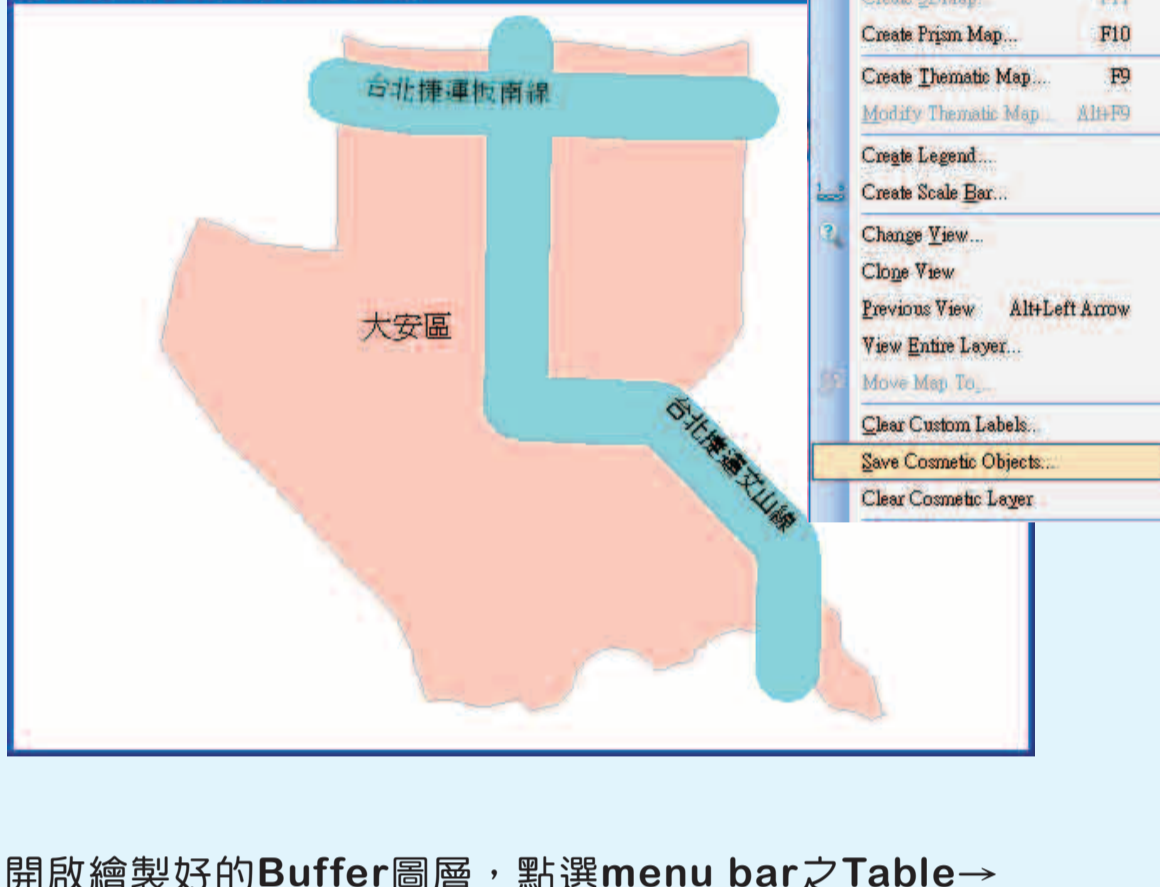 台北捷運板南線
大安區
台北捷運文山線
Create Prism Map... F10
Create Thematic Map.... F9
Modify Thematic Map... Alt+F9
Create Legend....
Create Scale Bar...
Change View...
Clone View
Previous View Alt+Left Arrow
View Entire Layer...
Move Map To...
Clear Custom Labels...
Save Cosmetic Objects...
Clear Cosmetic Layer
開啟繪製好的Buffer圖層，點選menu bar之Table→